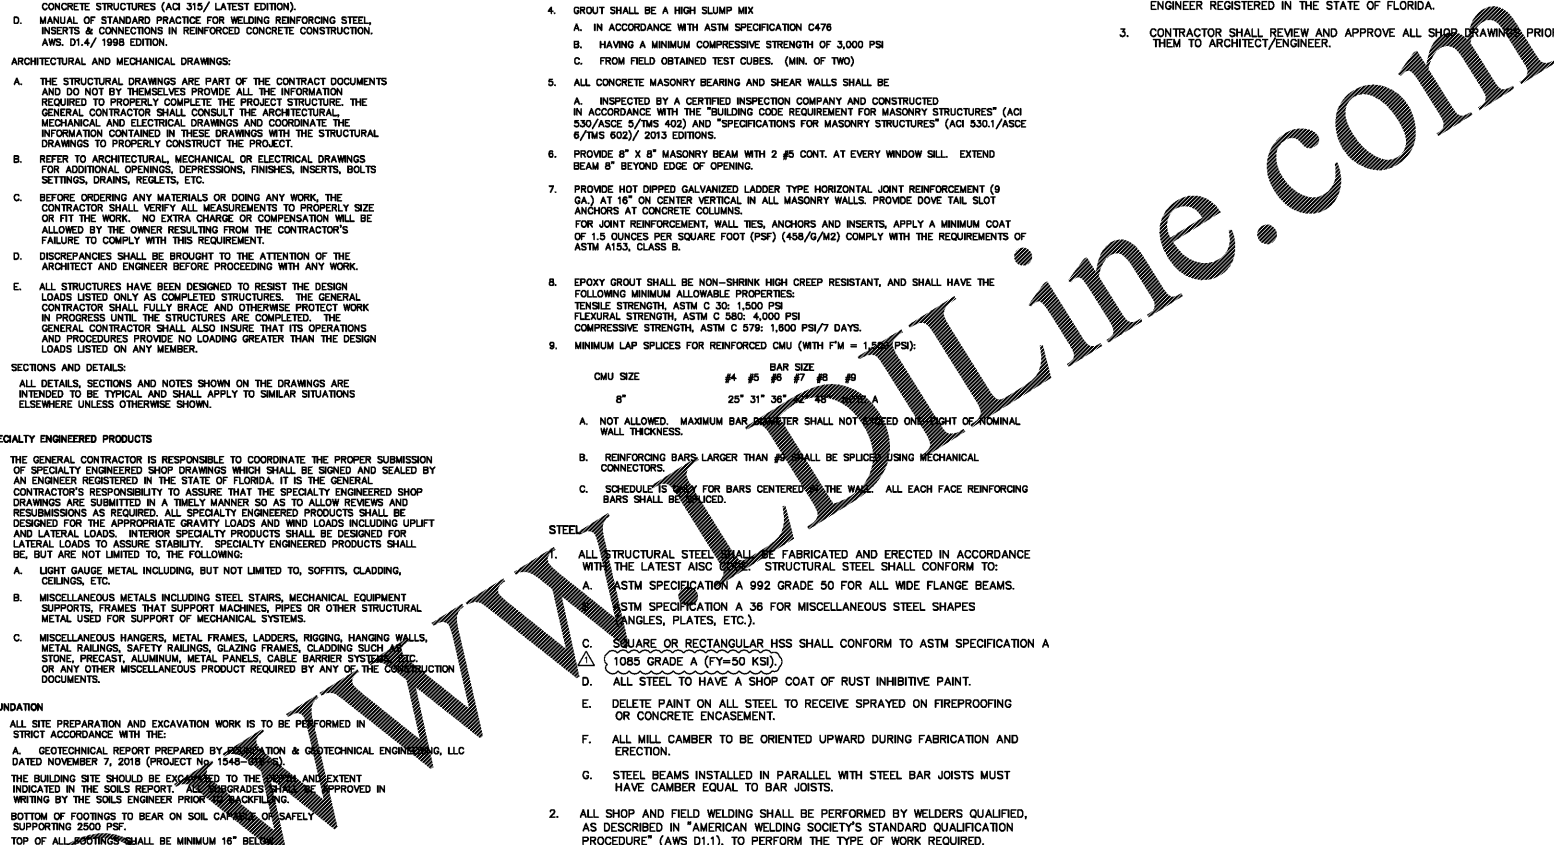 CONCRETE STRUCTURES (ACI 315/ LATEST EDITION).
D. MANUAL OF STANDARD PRACTICE FOR WELDING REINFORCING STEEL,
INSERTS & CONNECTIONS IN REINFORCED CONCRETE CONSTRUCTION.
AWS. D1.4/ 1998 EDITION.
ARCHITECTURAL AND MECHANICAL DRAWINGS:
A. THE STRUCTURAL DRAWINGS ARE PART OF THE CONTRACT DOCUMENTS
AND DO NOT BY THEMSELVES PROVIDE ALL THE INFORMATION
REQUIRED TO PROPERLY COMPLETE THE PROJECT STRUCTURE. THE
GENERAL CONTRACTOR SHALL CONSULT THE ARCHITECTURAL,
MECHANICAL AND ELECTRICAL DRAWINGS AND COORDINATE THE
INFORMATION CONTAINED IN THESE DRAWINGS WITH THE STRUCTURAL
DRAWINGS TO PROPERLY CONSTRUCT THE PROJECT.
B. REFER TO ARCHITECTURAL, MECHANICAL OR ELECTRICAL DRAWINGS
FOR ADDITIONAL OPENINGS, DEPRESSIONS, FINISHES, INSERTS, BOLTS
SETTINGS, DRAINS, REGLETS, ETC.
C. BEFORE ORDERING ANY MATERIALS OR DOING ANY WORK, THE
CONTRACTOR SHALL VERIFY ALL MEASUREMENTS TO PROPERLY SIZE
OR FIT THE WORK. NO EXTRA CHARGE OR COMPENSATION WILL BE
ALLOWED BY THE OWNER RESULTING FROM THE CONTRACTOR'S
FAILURE TO COMPLY WITH THIS REQUIREMENT.
D. DISCREPANCIES SHALL BE BROUGHT TO THE ATTENTION OF THE
ARCHITECT AND ENGINEER BEFORE PROCEEDING WITH ANY WORK.
E. ALL STRUCTURES HAVE BEEN DESIGNED TO RESIST THE DESIGN
LOADS LISTED ONLY AS COMPLETED STRUCTURES. THE GENERAL
CONTRACTOR SHALL FULLY BRACE AND OTHERWISE PROTECT WORK
IN PROGRESS UNTIL THE STRUCTURES ARE COMPLETED. THE
GENERAL CONTRACTOR SHALL ALSO INSURE THAT ITS OPERATIONS
AND PROCEDURES PROVIDE NO LOADING GREATER THAN THE DESIGN
LOADS LISTED ON ANY MEMBER.
SECTIONS AND DETAILS:
ALL DETAILS, SECTIONS AND NOTES SHOWN ON THE DRAWINGS ARE
INTENDED TO BE TYPICAL AND SHALL APPLY TO SIMILAR SITUATIONS
ELSEWHERE UNLESS OTHERWISE SHOWN.
ECIALTY ENGINEERED PRODUCTS
THE GENERAL CONTRACTOR IS RESPONSIBLE TO COORDINATE THE PROPER SUBMISSION
OF SPECIALTY ENGINEERED SHOP DRAWINGS WHICH SHALL BE SIGNED AND SEALED BY
AN ENGINEER REGISTERED IN THE STATE OF FLORIDA. IT IS THE GENERAL
CONTRACTOR'S RESPONSIBILITY TO ASSURE THAT THE SPECIALTY ENGINEERED SHOP
DRAWINGS ARE SUBMITTED IN A TIMELY MANNER SO AS TO ALLOW REVIEWS AND
RESUBMISSIONS AS REQUIRED. ALL SPECIALTY ENGINEERED PRODUCTS SHALL BE
DESIGNED FOR THE APPROPRIATE GRAVITY LOADS AND WIND LOADS INCLUDING UPLIFT
AND LATERAL LOADS. INTERIOR SPECIALTY PRODUCTS SHALL BE DESIGNED FOR
LATERAL LOADS TO ASSURE STABILITY. SPECIALTY ENGINEERED PRODUCTS SHALL
BE, BUT ARE NOT LIMITED TO, THE FOLLOWING:
A. LIGHT GAUGE METAL INCLUDING, BUT NOT LIMITED TO, SOFFITS, CLADDING,
CEILINGS, ETC.
B. MISCELLANEOUS METALS INCLUDING STEEL STAIRS, MECHANICAL EQUIPMENT
SUPPORTS, FRAMES THAT SUPPORT MACHINES, PIPES OR OTHER STRUCTURAL
METAL USED FOR SUPPORT OF MECHANICAL SYSTEMS.
C. MISCELLANEOUS HANGERS, METAL FRAMES, LADDERS, RIGGING, HANGING WALLS,
METAL RAILINGS, SAFETY RAILINGS, GLAZING FRAMES, CLADDING SUCH AS
STONE, PRECAST, ALUMINUM, METAL PANELS, CABLE BARRIER SYSTEMS, ETC.
OR ANY OTHER MISCELLANEOUS PRODUCT REQUIRED BY ANY OF THE CONSTRUCTION
DOCUMENTS.
UNDATION
ALL SITE PREPARATION AND EXCAVATION WORK IS TO BE PERFORMED IN
STRICT ACCORDANCE WITH THE:
A. GEOTECHNICAL REPORT PREPARED BY FOUNDATION & GEOTECHNICAL ENGINEERING, LLC
DATED NOVEMBER 7, 2018 (PROJECT No.
THE BUILDING SITE SHOULD BE EXCAVATED TO THE DEPTH AND EXTENT
INDICATED IN THE SOILS REPORT. ALL SUBGRADES SHALL BE APPROVED IN
WRITING BY THE SOILS ENGINEER PRIOR TO BACKFILING.
BOTTOM OF FOOTINGS TO BEAR ON SOIL CAPABLE OF SAFELY
SUPPORTING 2500 PSF.
TOP OF ALL FOOTINGS SHALL BE MINIMUM 16" BELOW
4. GROUT SHALL BE A HIGH SLUMP MIX
A. IN ACCORDANCE WITH ASTM SPECIFICATION C476
B. HAVING A MINIMUM COMPRESSIVE STRENGTH OF 3,000 PSI
C. FROM FIELD OBTAINED TEST CUBES. (MIN. OF TWO)
5. ALL CONCRETE MASONRY BEARING AND SHEAR WALLS SHALL BE
A. INSPECTED BY A CERTIFIED INSPECTION COMPANY AND CONSTRUCTED
IN ACCORDANCE WITH THE "BUILDING CODE REQUIREMENT FOR MASONRY STRUCTURES" (ACI
530/ASCE 5/TMS 402) AND "SPECIFICATIONS FOR MASONRY STRUCTURES" (ACI 530.1/ASCE
6/TMS 602)/ 2013 EDITIONS.
6. PROVIDE 8" X 8" MASONRY BEAM WITH 2 #5 CONT. AT EVERY WINDOW SILL. EXTEND
BEAM 8" BEYOND EDGE OF OPENING.
7. PROVIDE HOT DIPPED GALVANIZED LADDER TYPE HORIZONTAL JOINT REINFORCEMENT (9
GA.) AT 16" ON CENTER VERTICAL IN ALL MASONRY WALLS. PROVIDE DOVE TAIL SLOT
ANCHORS AT CONCRETE COLUMNS.
FOR JOINT REINFORCEMENT, WALL TIES, ANCHORS AND INSERTS, APPLY A MINIMUM COAT
OF 1.5 OUNCES PER SQUARE FOOT (PSF) (458/G/M2) COMPLY WITH THE REQUIREMENTS OF
ASTM A153, CLASS B.
8. EPOXY GROUT SHALL BE NON-SHRINK HIGH CREEP RESISTANT, AND SHALL HAVE THE
FOLLOWING MINIMUM ALLOWABLE PROPERTIES:
TENSILE STRENGTH, ASTM C 30: 1,500 PSI
FLEXURAL STRENGTH, ASTM C 580: 4,000 PSI
COMPRESSIVE STRENGTH, ASTM C 579: 1,600 PSI/7 DAYS.
9. MINIMUM LAP SPLICES FOR REINFORCED CMU (WITH F'M = PSI):
BAR SIZE
CMU SIZE #4 #5 #6 #7 #8 #9
8" 25" 31" 36" 42" 48" A
A. NOT ALLOWED. MAXIMUM BAR DIAMETER SHALL NOT EXCEED ONE-EIGHT OF NOMINAL
WALL THICKNESS.
B. REINFORCING BARS LARGER THAN #9 SHALL BE SPLICED USING MECHANICAL
CONNECTORS.
C. SCHEDULE IS ONLY FOR BARS CENTERED IN THE WALL. ALL EACH FACE REINFORCING
BARS SHALL BE SPLICED.
STEEL
1. ALL STRUCTURAL STEEL SHALL BE FABRICATED AND ERECTED IN ACCORDANCE
WITH THE LATEST AISC CODE. STRUCTURAL STEEL SHALL CONFORM TO:
A. ASTM SPECIFICATION A 992 GRADE 50 FOR ALL WIDE FLANGE BEAMS.
B. ASTM SPECIFICATION A 36 FOR MISCELLANEOUS STEEL SHAPES
(ANGLES, PLATES, ETC.).
C. SQUARE OR RECTANGULAR HSS SHALL CONFORM TO ASTM SPECIFICATION A
1 1085 GRADE A (FY=50 KSI).
D. ALL STEEL TO HAVE A SHOP COAT OF RUST INHIBITIVE PAINT.
E. DELETE PAINT ON ALL STEEL TO RECEIVE SPRAYED ON FIREPROOFING
OR CONCRETE ENCASEMENT.
F. ALL MILL CAMBER TO BE ORIENTED UPWARD DURING FABRICATION AND
ERECTION.
G. STEEL BEAMS INSTALLED IN PARALLEL WITH STEEL BAR JOISTS MUST
HAVE CAMBER EQUAL TO BAR JOISTS.
2. ALL SHOP AND FIELD WELDING SHALL BE PERFORMED BY WELDERS QUALIFIED,
AS DESCRIBED IN "AMERICAN WELDING SOCIETY'S STANDARD QUALIFICATION
PROCEDURE" (AWS D1.1), TO PERFORM THE TYPE OF WORK REQUIRED.
ENGINEER REGISTERED IN THE STATE OF FLORIDA.
3. CONTRACTOR SHALL REVIEW AND APPROVE ALL SHOP DRAWINGS PRIOR
THEM TO ARCHITECT/ENGINEER.
www.LDILine.com